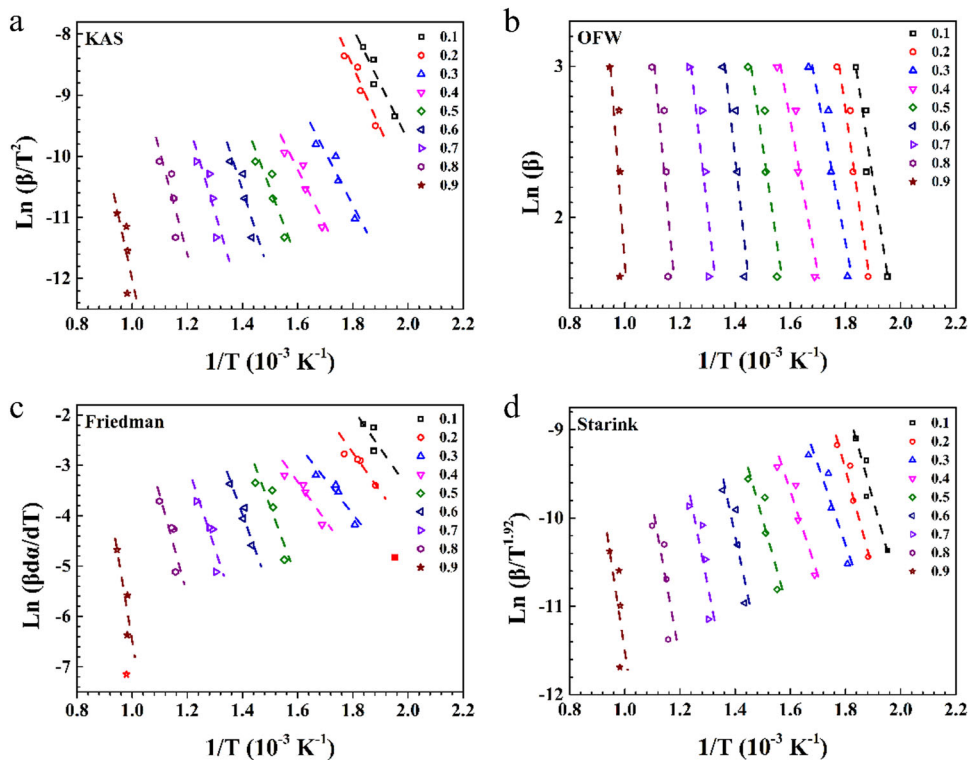 a
KAS
-8
-9
-10
-11
-12
Ln (β/T²)
0.1
0.2
0.3
0.4
0.5
0.6
0.7
0.8
0.9
0.8 1.0 1.2 1.4 1.6 1.8 2.0 2.2
1/T (10⁻³ K⁻¹)
b
OFW
3
2
Ln (β)
0.1
0.2
0.3
0.4
0.5
0.6
0.7
0.8
0.9
0.8 1.0 1.2 1.4 1.6 1.8 2.0 2.2
1/T (10⁻³ K⁻¹)
c
Friedman
-2
-3
-4
-5
-6
-7
Ln (βdα/dT)
0.1
0.2
0.3
0.4
0.5
0.6
0.7
0.8
0.9
0.8 1.0 1.2 1.4 1.6 1.8 2.0 2.2
1/T (10⁻³ K⁻¹)
d
Starink
-9
-10
-11
-12
Ln (β/T¹·⁹²)
0.1
0.2
0.3
0.4
0.5
0.6
0.7
0.8
0.9
0.8 1.0 1.2 1.4 1.6 1.8 2.0 2.2
1/T (10⁻³ K⁻¹)